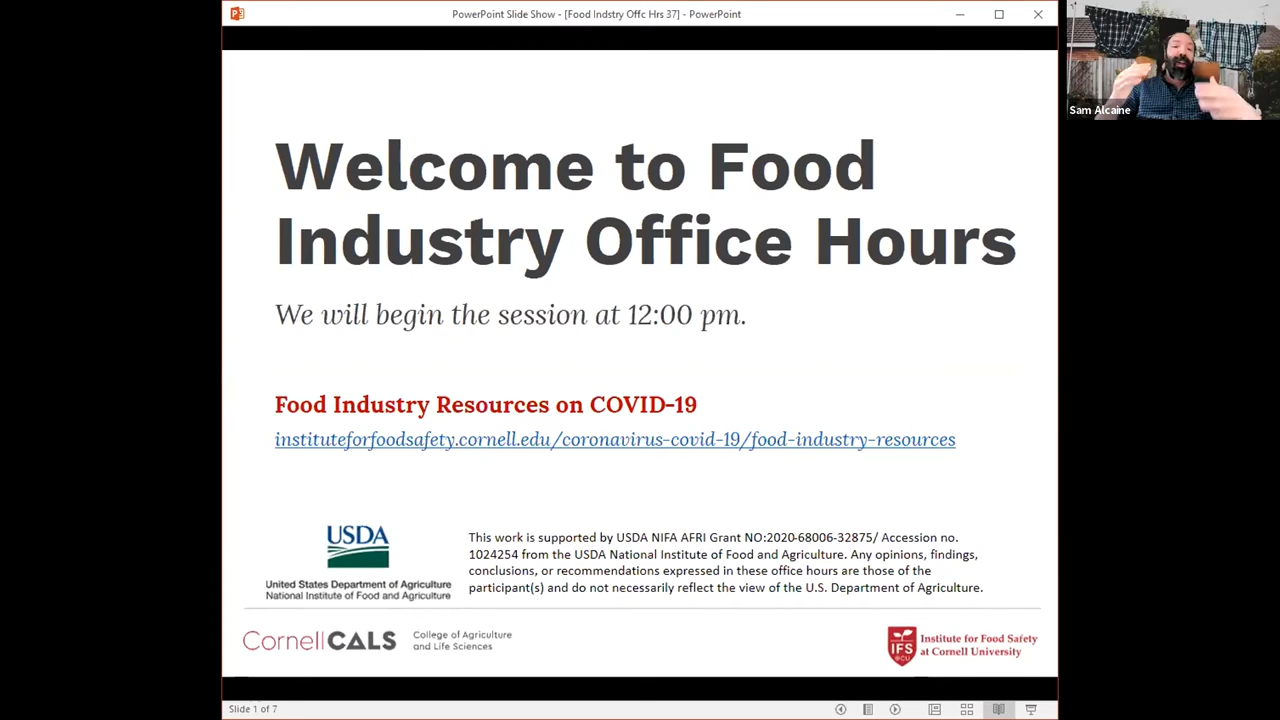 PowerPoint Slide Show - [Food Indstry Offc Hrs 37] - PowerPoint
Sam Alcaine
Welcome to Food
Industry Office Hours
We will begin the session at 12:00 pm.
Food Industry Resources on COVID-19
instituteforfoodsafety.cornell.edu/coronavirus-covid-19/food-industry-resources
USDA
United States Department of Agriculture
National Institute of Food and Agriculture
This work is supported by USDA NIFA AFRI Grant NO:2020-68006-32875/ Accession no.
1024254 from the USDA National Institute of Food and Agriculture. Any opinions, findings,
conclusions, or recommendations expressed in these office hours are those of the
participant(s) and do not necessarily reflect the view of the U.S. Department of Agriculture.
CornellCALS
College of Agriculture
and Life Sciences
IFS
@CU
Institute for Food Safety
at Cornell University
Slide 1 of 7